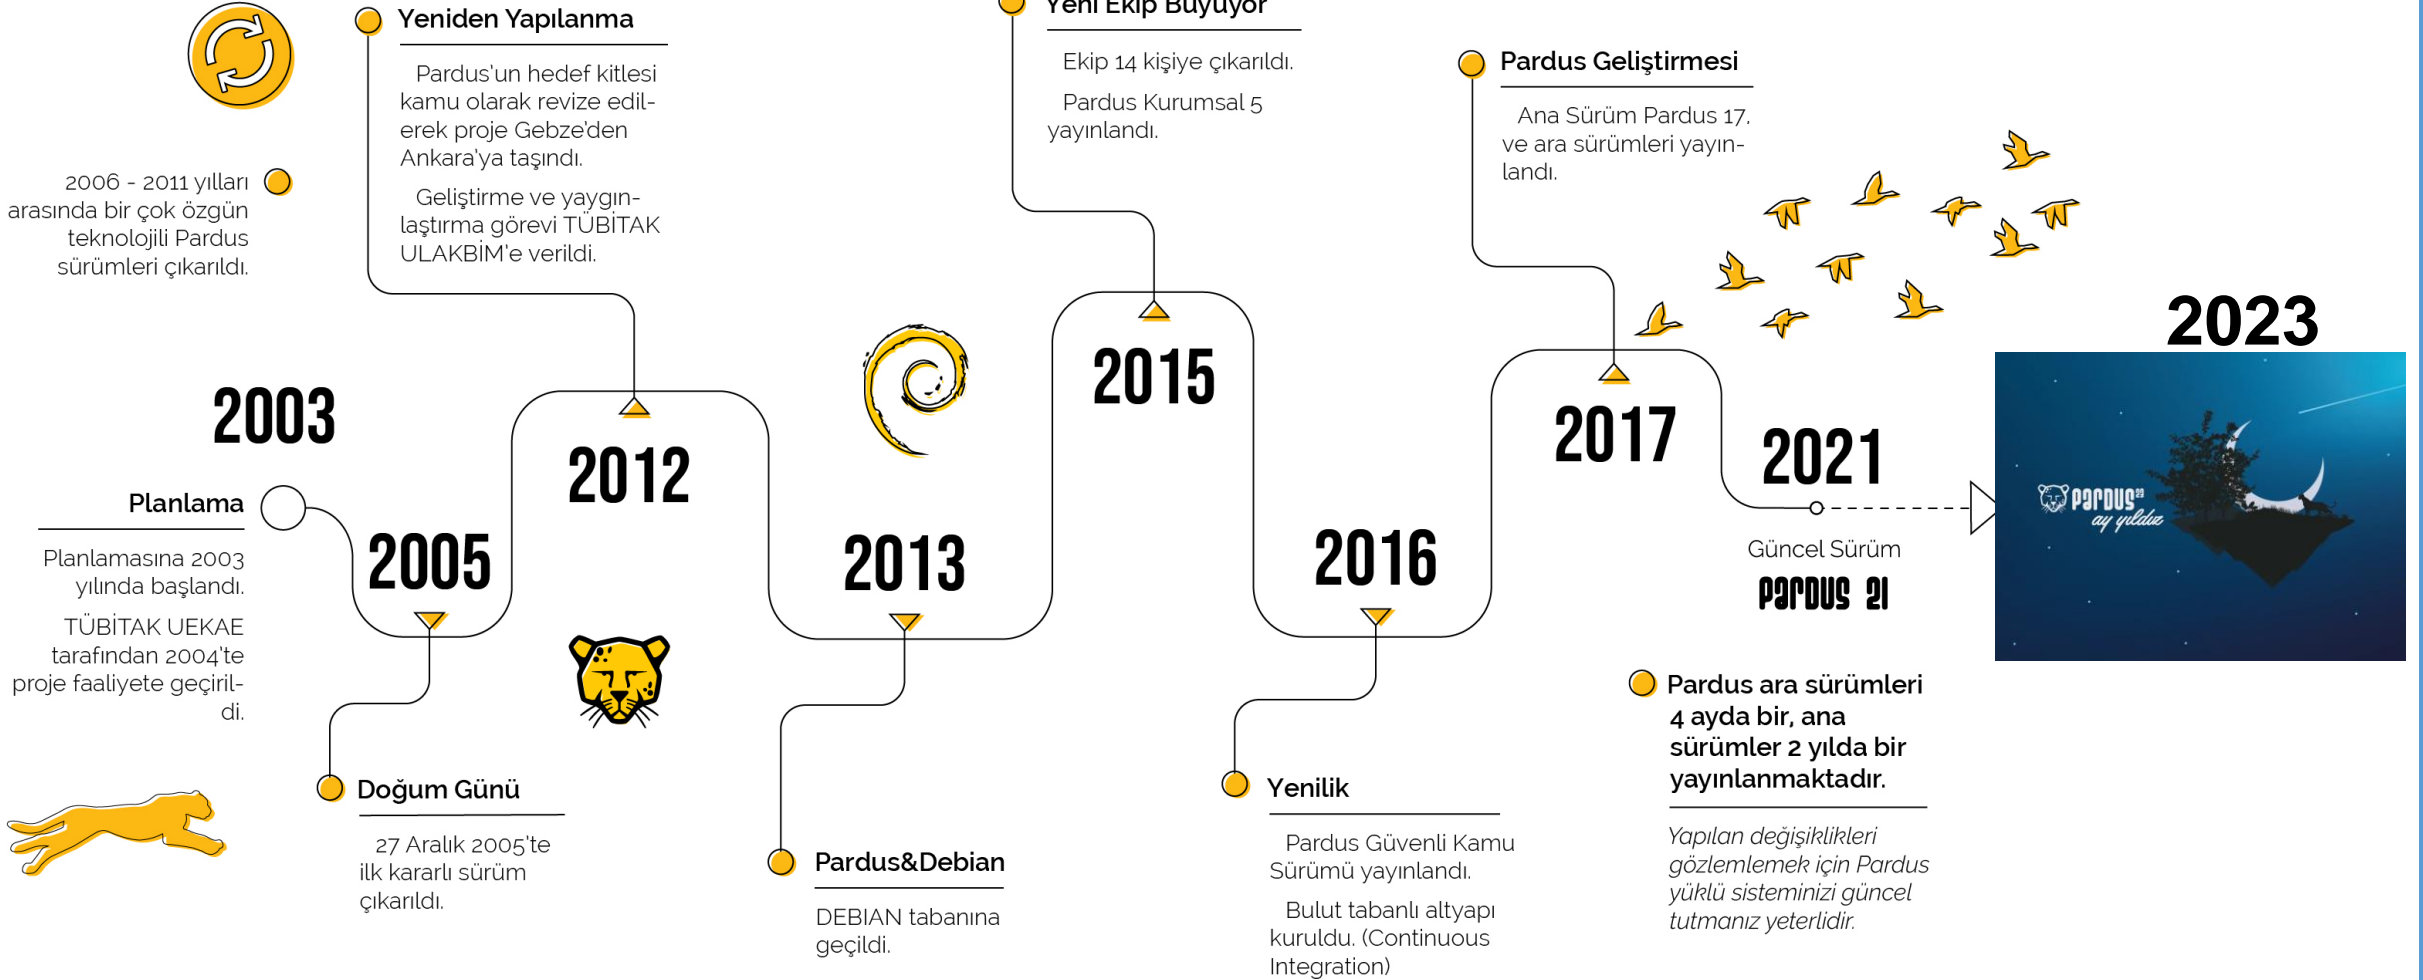 Yeniden Yapılanma
Pardus'un hedef kitlesi
kamu olarak revize edil-
erek proje Gebze'den
Ankara'ya taşındı.
Geliştirme ve yaygın-
laştırma görevi TÜBİTAK
ULAKBİM'e verildi.
Yeni Ekip Büyüyor
Ekip 14 kişiye çıkarıldı.
Pardus Kurumsal 5
yayınlandı.
Pardus Geliştirmesi
Ana Sürüm Pardus 17,
ve ara sürümleri yayın-
landı.
2006 - 2011 yılları
arasında bir çok özgün
teknolojili Pardus
sürümleri çıkarıldı.
2003
Planlama
Planlamasına 2003
yılında başlandı.
TÜBİTAK UEKAE
tarafından 2004'te
proje faaliyete geçiril-
di.
2005
Doğum Günü
27 Aralık 2005'te
ilk kararlı sürüm
çıkarıldı.
2012
2013
Pardus&Debian
DEBIAN tabanına
geçildi.
2015
2016
Yenilik
Pardus Güvenli Kamu
Sürümü yayınlandı.
Bulut tabanlı altyapı
kuruldu. (Continuous
Integration)
2017
2021
Güncel Sürüm
PARDUS 21
2023
PARDUS 23
ay yıldız
Pardus ara sürümleri
4 ayda bir, ana
sürümler 2 yılda bir
yayınlanmaktadır.
Yapılan değişiklikleri
gözlemlemek için Pardus
yüklü sisteminizi güncel
tutmanız yeterlidir.